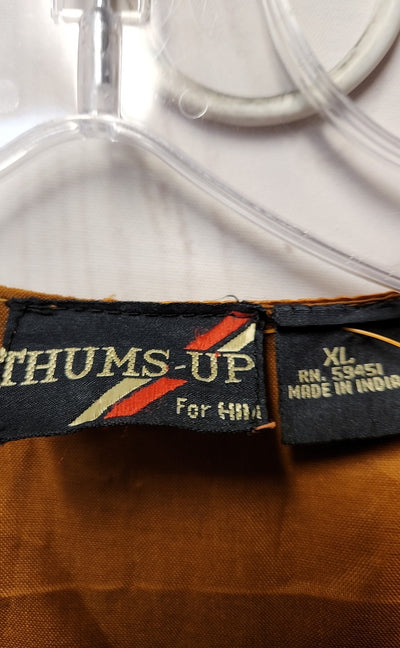 THUMS-UP
For HIM
XL
RN. 59451
MADE IN INDIA